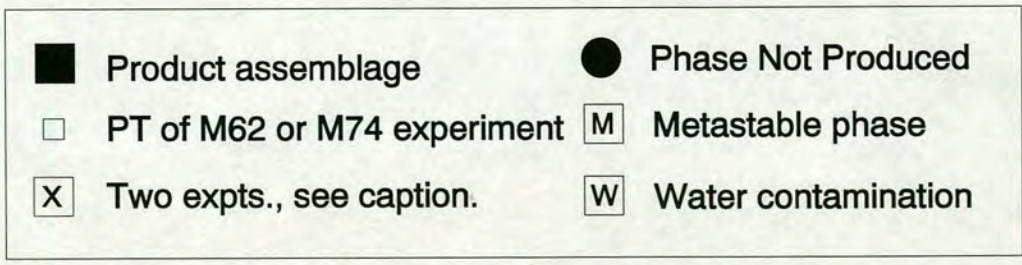 Product assemblage
Phase Not Produced
PT of M62 or M74 experiment
M Metastable phase
X Two expts., see caption.
W Water contamination